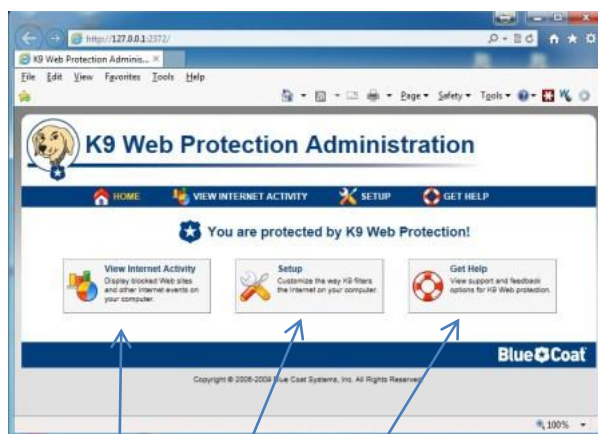 http://127.0.0.1:2372/
K9 Web Protection Adminis...
File Edit View Favorites Tools Help
Page Safety Tools
K9 Web Protection Administration
HOME VIEW INTERNET ACTIVITY SETUP GET HELP
You are protected by K9 Web Protection!
View Internet Activity
Display blocked Web sites
and other Internet events on
your computer.
Setup
Customize the way K9 filters
the Internet on your computer.
Get Help
View support and feedback
options for K9 Web protection.
Blue Coat
Copyright © 2006-2009 Blue Coat Systems, Inc. All Rights Reserved
100%